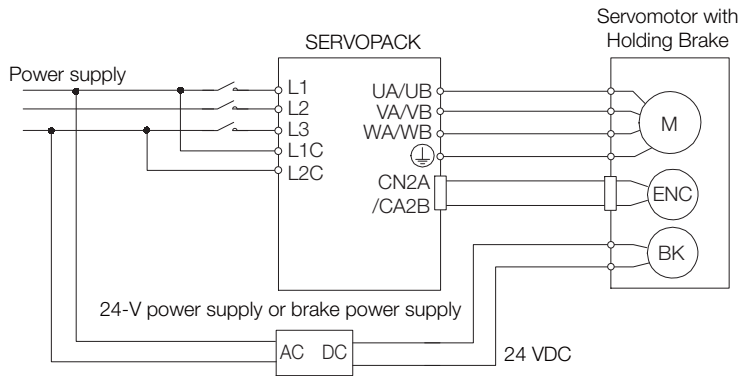 Servomotor with
Holding Brake
SERVOPACK
Power supply
L1
L2
L3
L1C
L2C
UA/UB
VA/VB
WA/WB
CN2A
/CA2B
M
ENC
BK
24-V power supply or brake power supply
AC DC
24 VDC